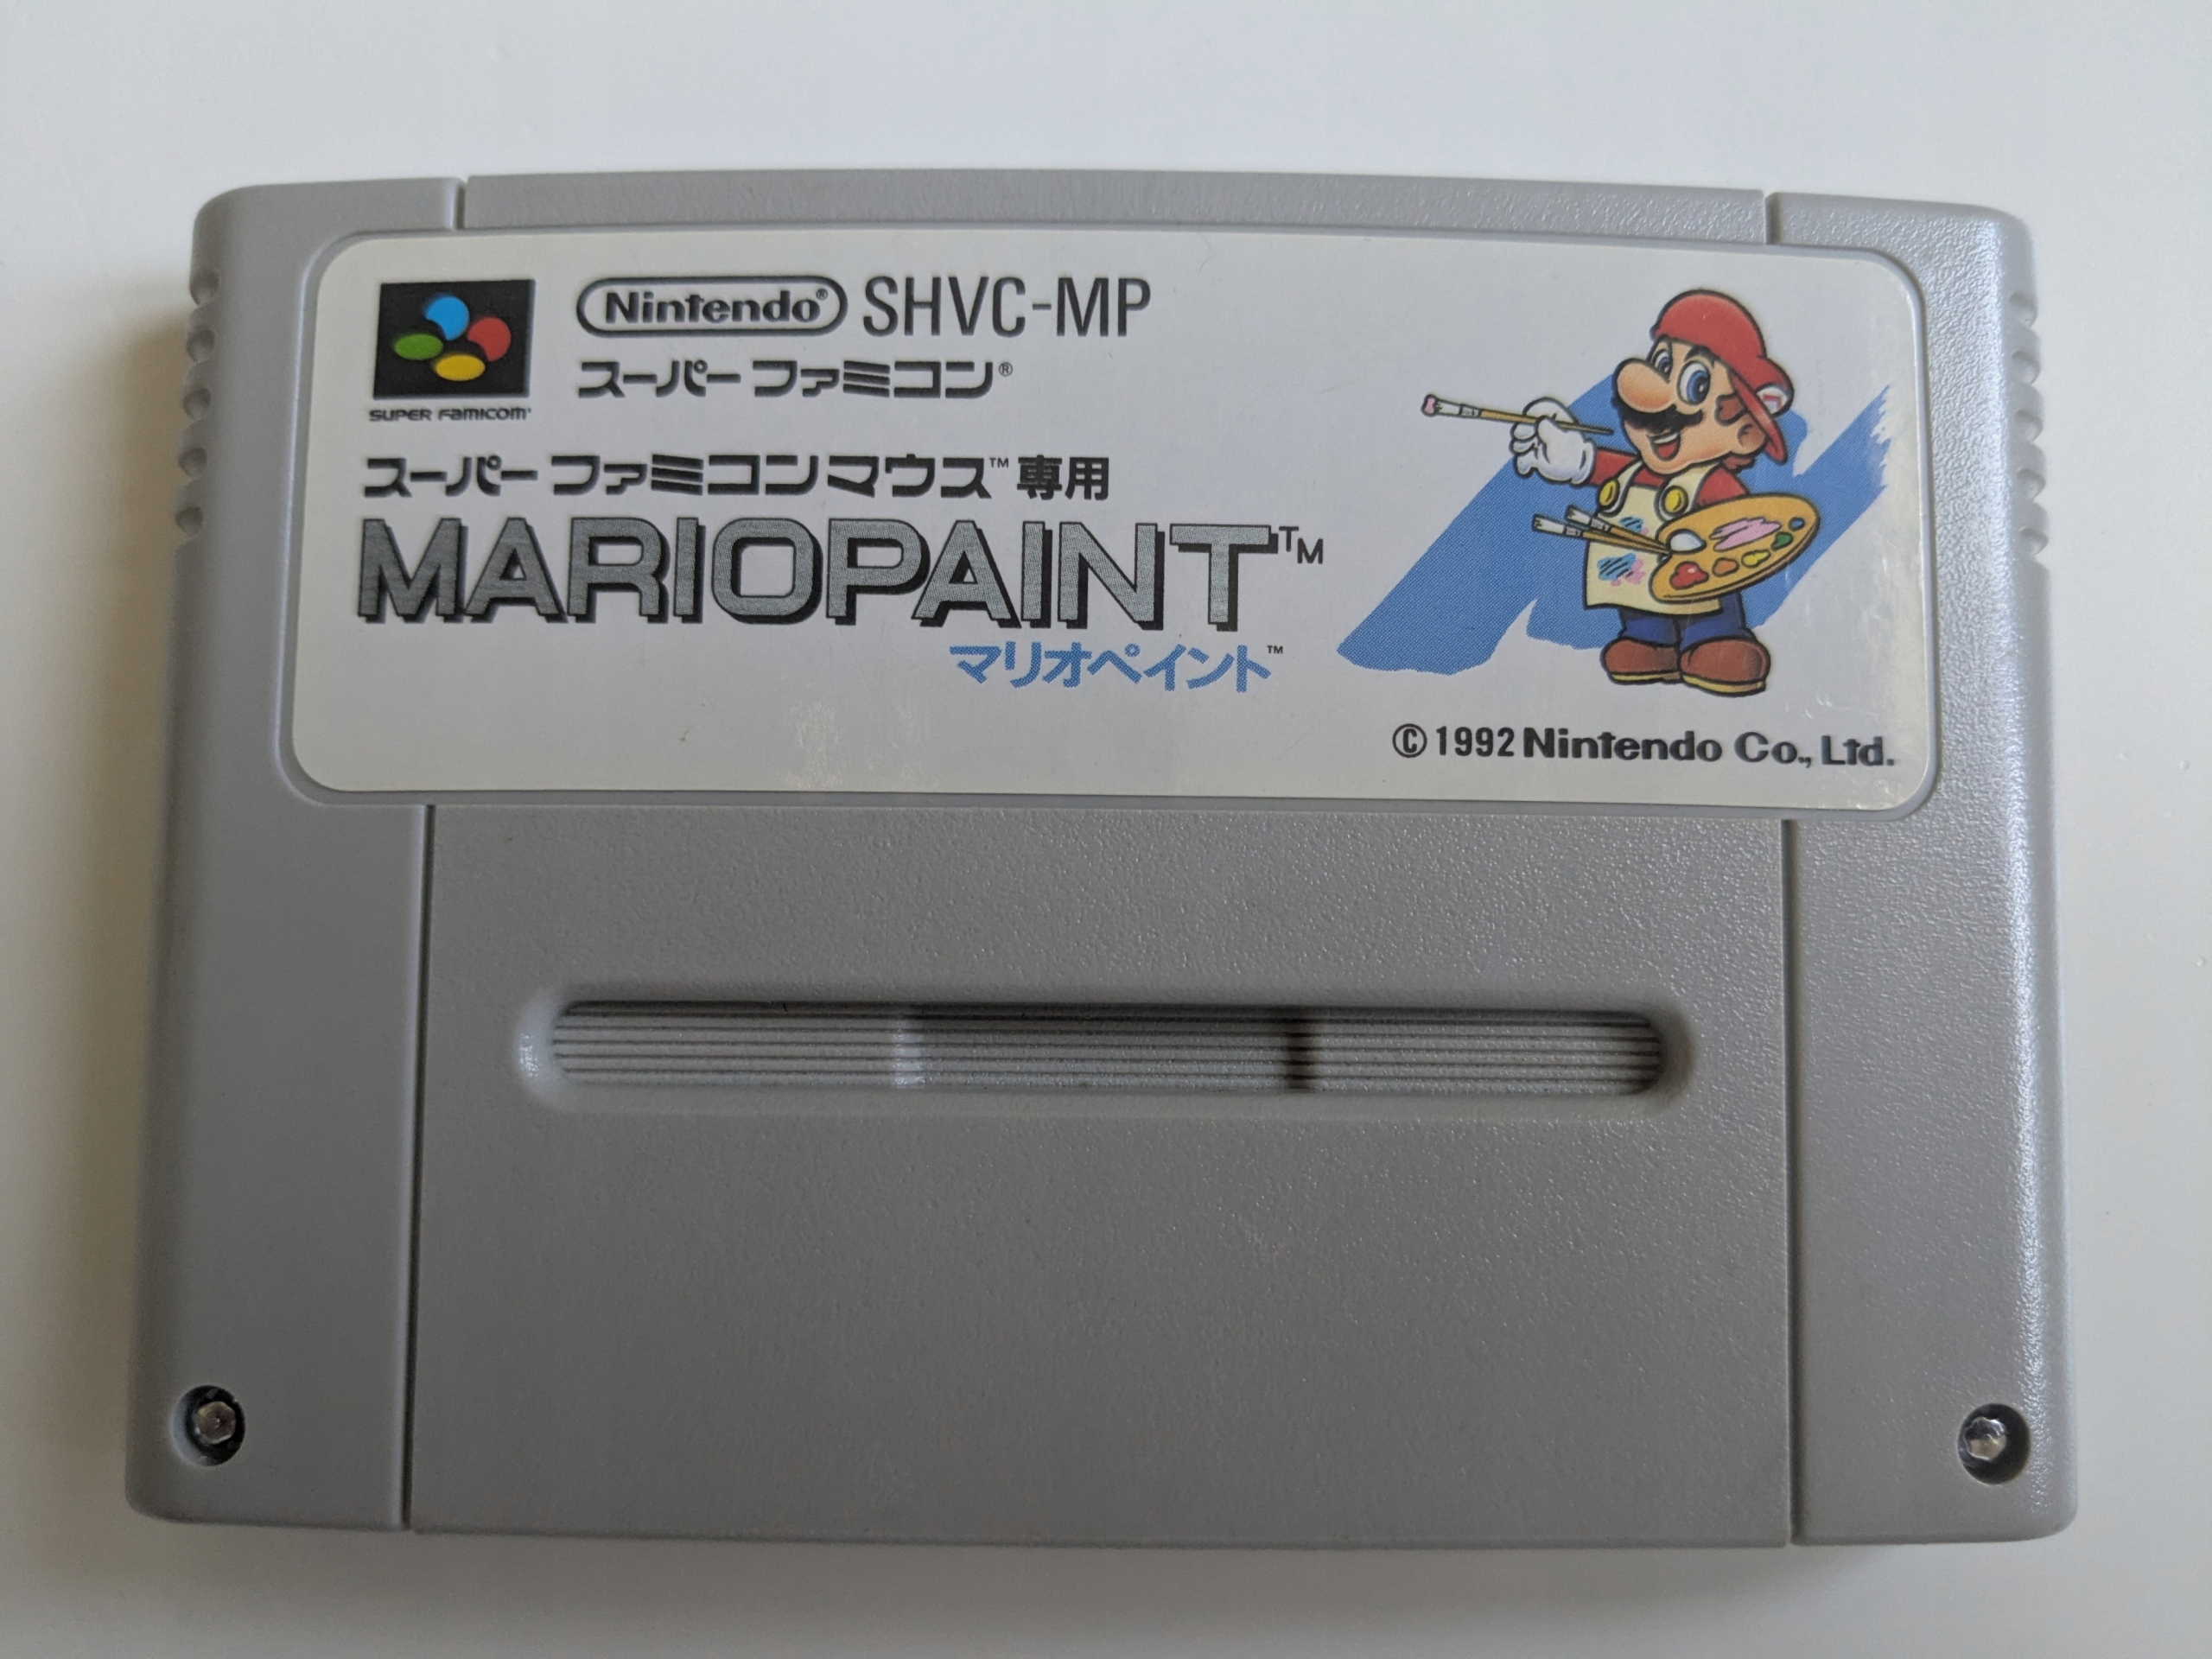 Nintendo® SHVC-MP
スーパーファミコン®
SUPER FAMICOM
スーパーファミコンマウス™専用
MARIOPAINT™
マリオペイント™
©1992 Nintendo Co., Ltd.